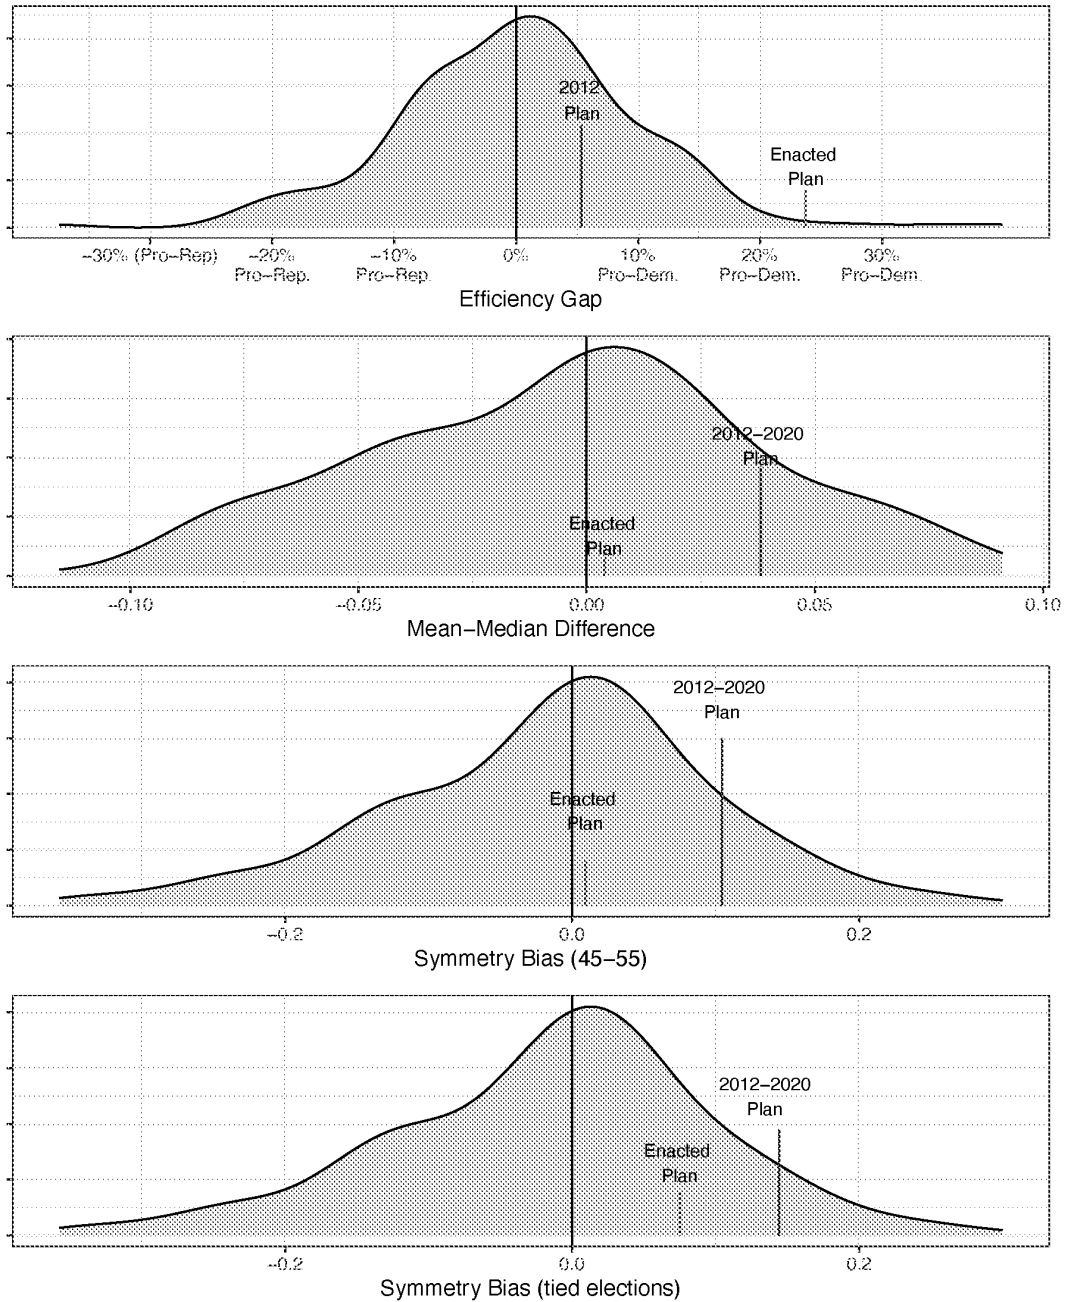 2012
Plan
Enacted
Plan
−30% (Pro−Rep)
−20%
−10%
0%
10%
20%
30%
Pro−Rep.
Pro−Rep.
Pro−Dem.
Pro−Dem.
Pro−Dem.
Efficiency Gap
2012−2020
Plan
Enacted
Plan
−0.10
−0.05
0.00
0.05
0.10
Mean−Median Difference
2012−2020
Plan
Enacted
Plan
−0.2
0.0
0.2
Symmetry Bias (45−55)
2012−2020
Plan
Enacted
Plan
−0.2
0.0
0.2
Symmetry Bias (tied elections)